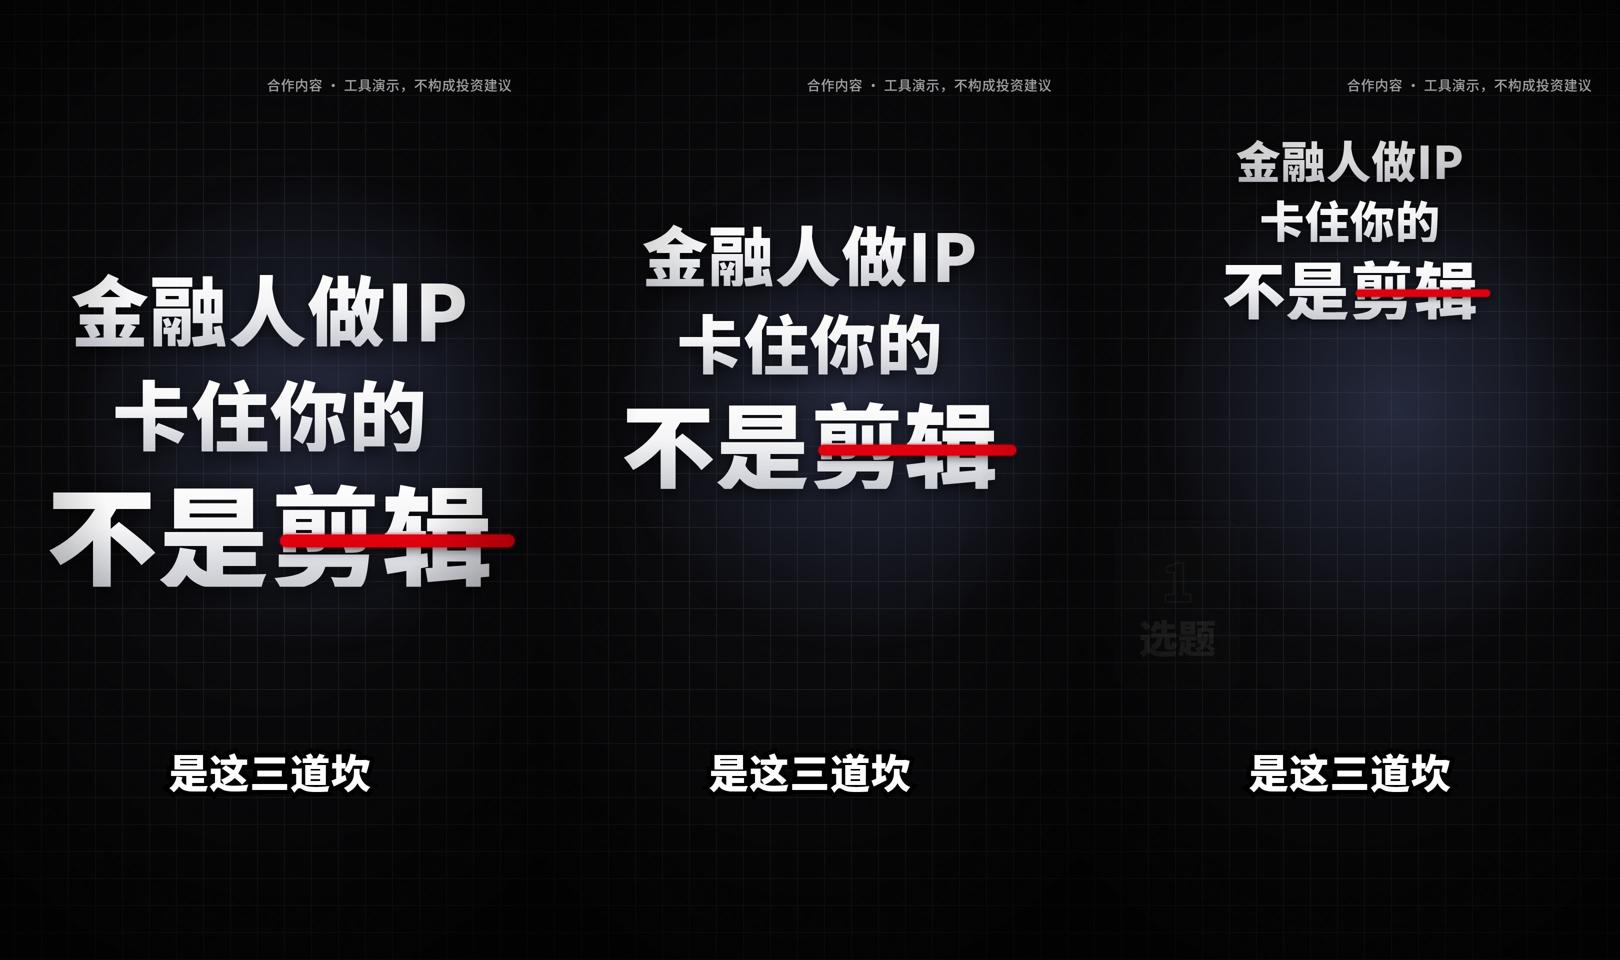 合作内容 · 工具演示，不构成投资建议
金融人做IP
卡住你的
不是剪辑
是这三道坎
合作内容 · 工具演示，不构成投资建议
金融人做IP
卡住你的
不是剪辑
是这三道坎
合作内容 · 工具演示，不构成投资建议
金融人做IP
卡住你的
不是剪辑
1
选题
是这三道坎